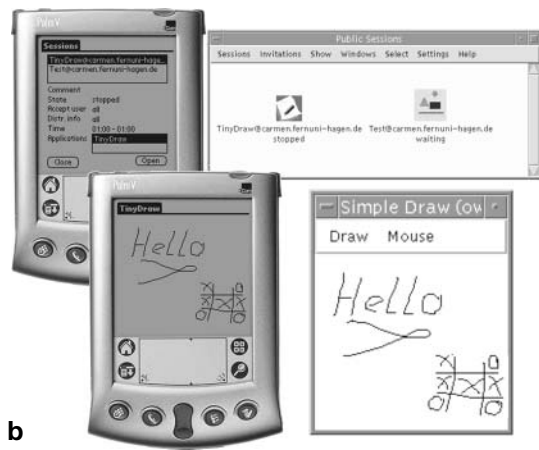 PalmV
Sessions
TinyDraw@carmen.fernuni-hage...
Test@carmen.fernuni-hagen.de
Comment
State stopped
Accept user all
Distr. info. all
Time 01:00 - 01:00
Applications TinyDraw
Close Open
Public Sessions
Sessions Invitations Show Windows Select Settings Help
TinyDraw@carmen.fernuni-hagen.de Test@carmen.fernuni-hagen.de
stopped waiting
PalmV
TinyDraw
Hello
X O
X X X
O O
Simple Draw (ow
Draw Mouse
Hello
X O
X X X
O O
b